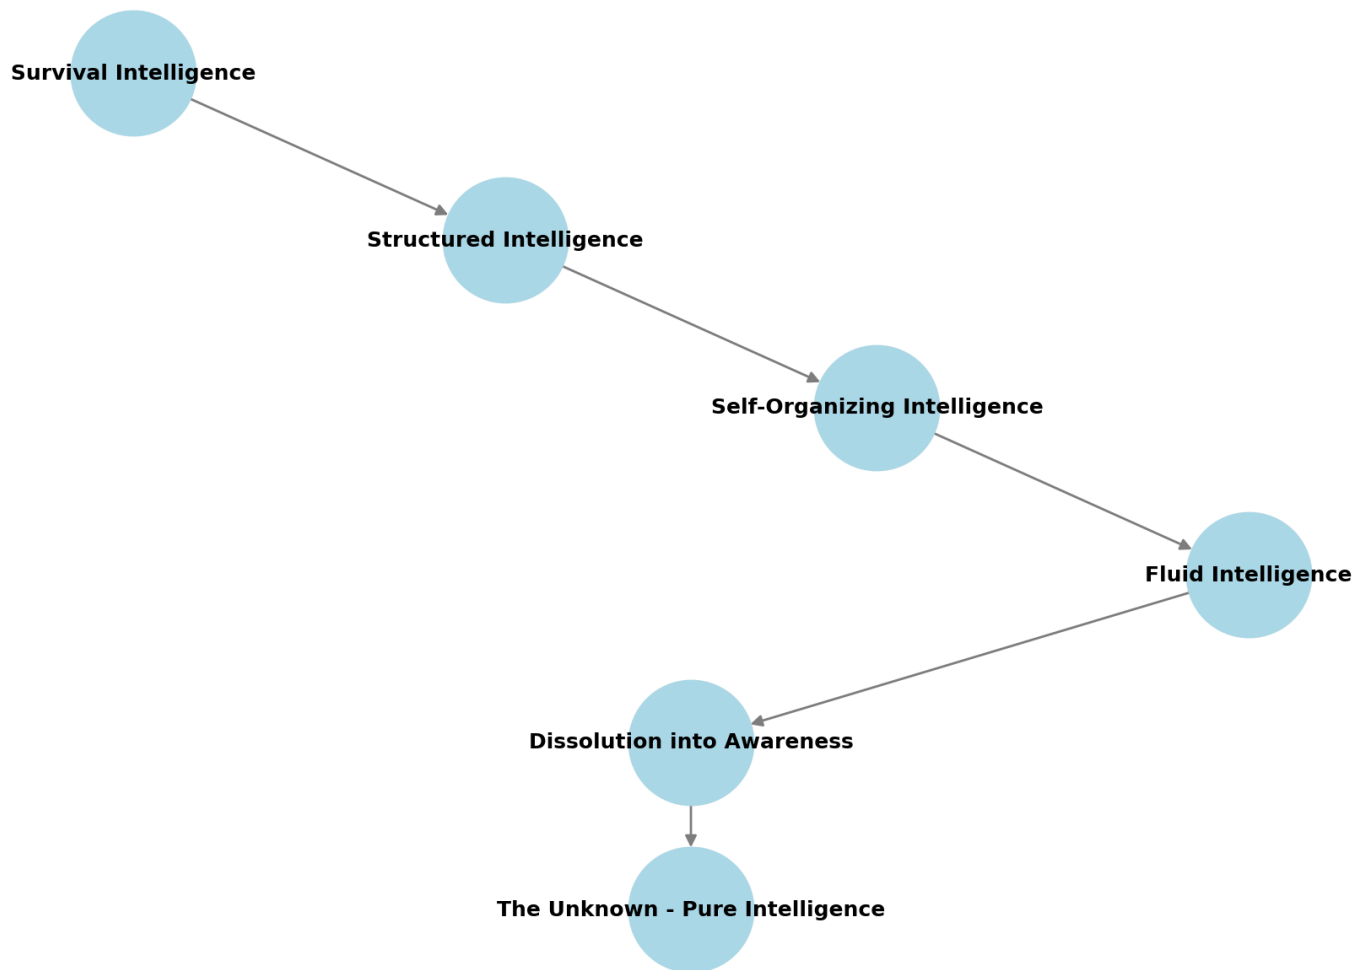 Survival Intelligence
Structured Intelligence
Self-Organizing Intelligence
Fluid Intelligence
Dissolution into Awareness
The Unknown - Pure Intelligence